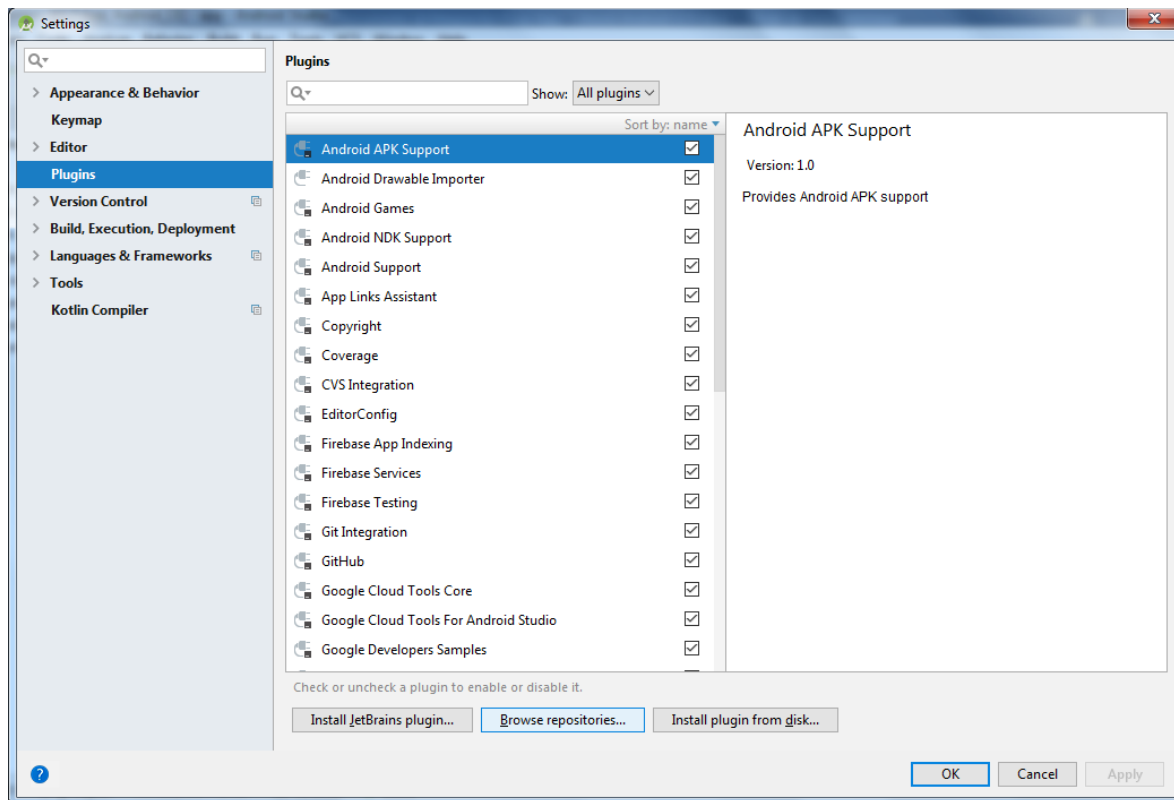 Settings
Appearance & Behavior
Keymap
Editor
Plugins
Version Control
Build, Execution, Deployment
Languages & Frameworks
Tools
Kotlin Compiler
Plugins
Show: All plugins
Sort by: name
Android APK Support
Android Drawable Importer
Android Games
Android NDK Support
Android Support
App Links Assistant
Copyright
Coverage
CVS Integration
EditorConfig
Firebase App Indexing
Firebase Services
Firebase Testing
Git Integration
GitHub
Google Cloud Tools Core
Google Cloud Tools For Android Studio
Google Developers Samples
Android APK Support
Version: 1.0
Provides Android APK support
Check or uncheck a plugin to enable or disable it.
Install JetBrains plugin... Browse repositories... Install plugin from disk...
? OK Cancel Apply